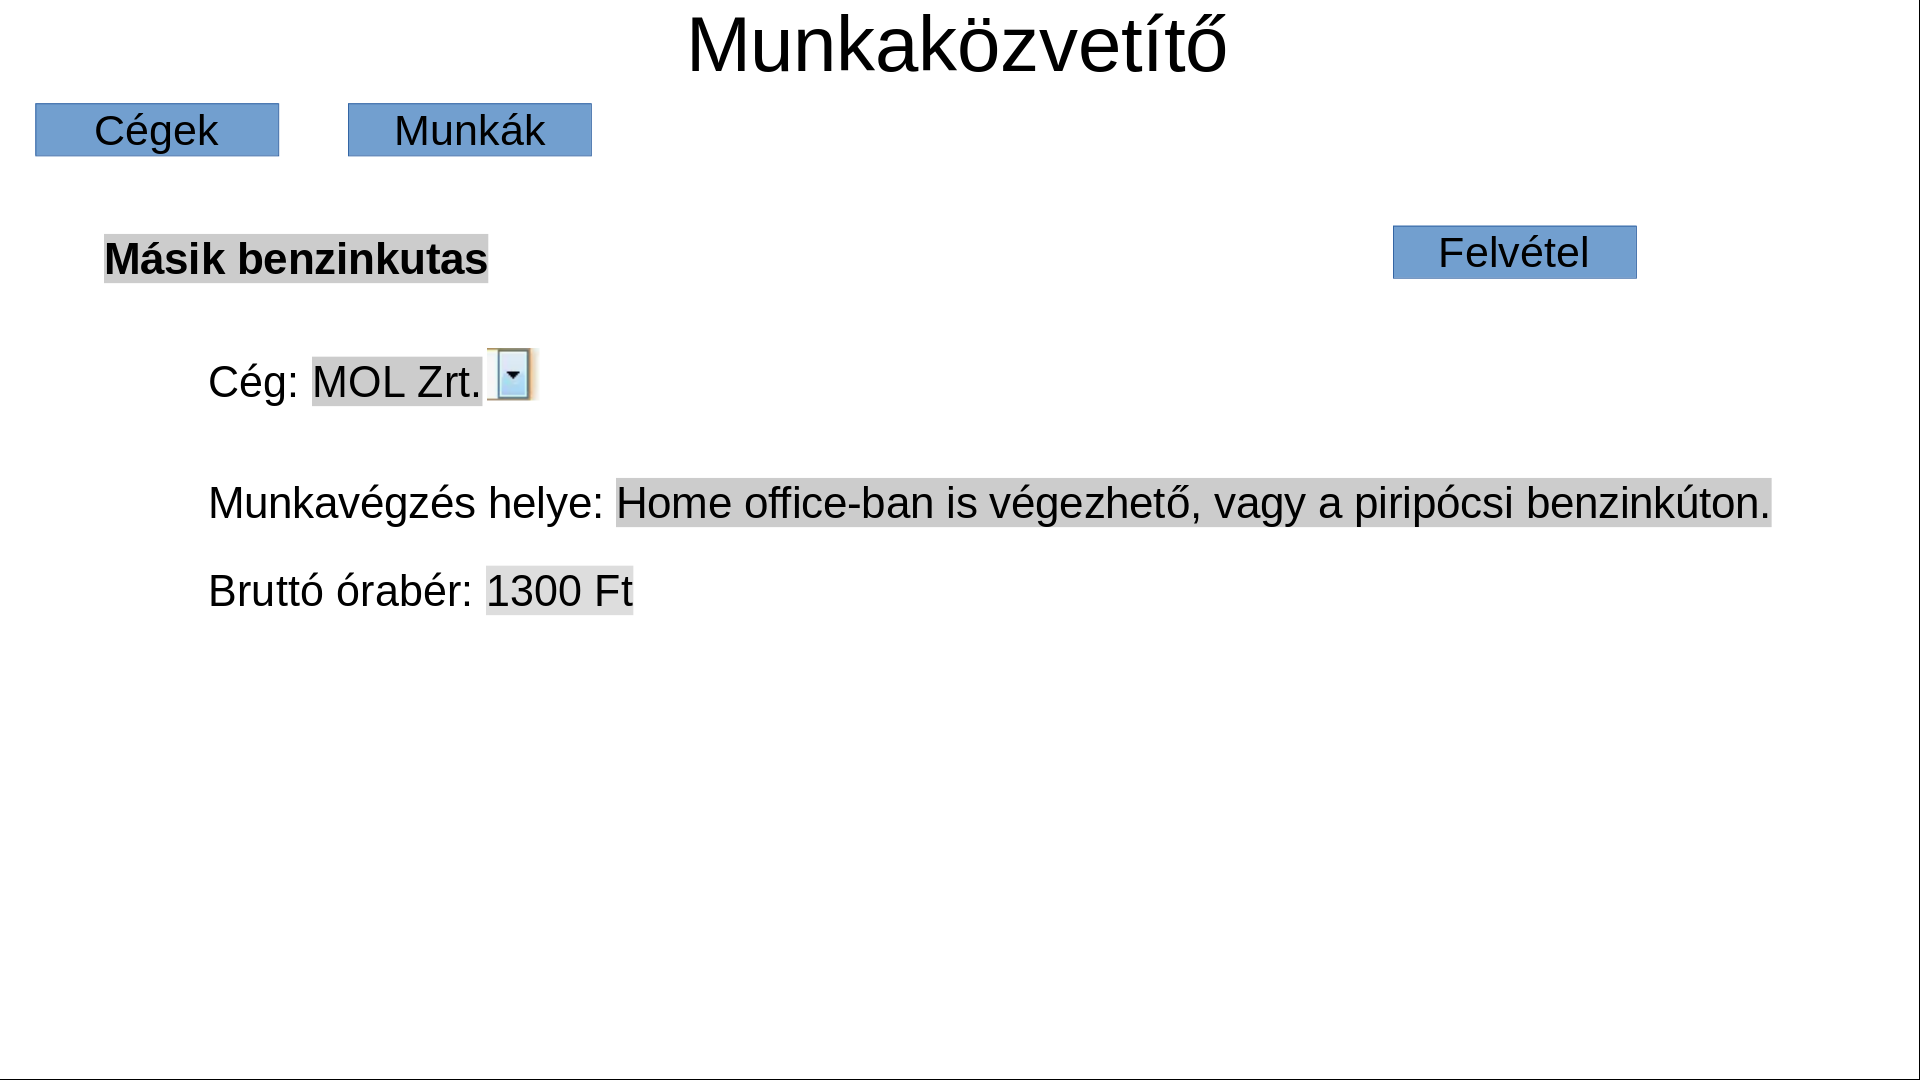 Munkaközvetítő
Cégek
Munkák
Másik benzinkutas
Felvétel
Cég: MOL Zrt.
Munkavégzés helye: Home office-ban is végezhető, vagy a piripócsi benzinkúton.
Bruttó órabér: 1300 Ft